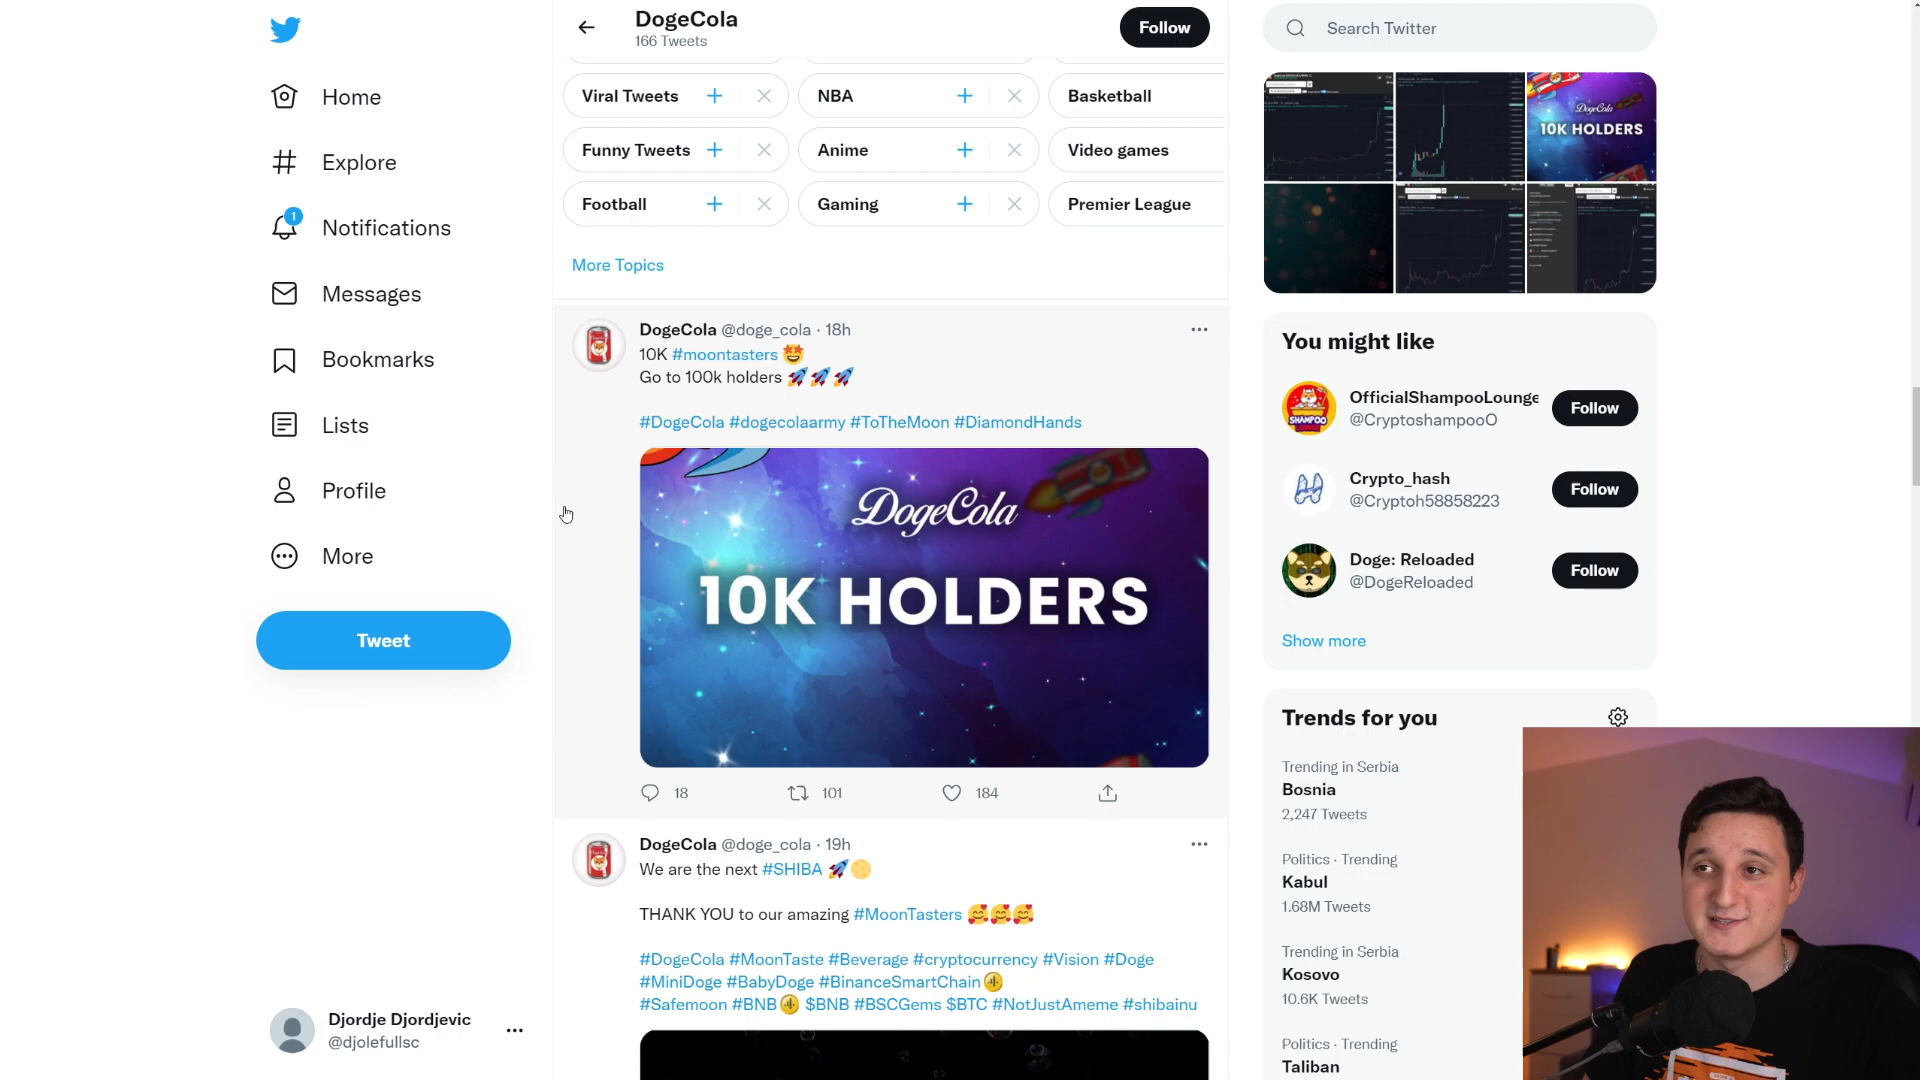 Home
Explore
1
Notifications
Messages
Bookmarks
Lists
Profile
More
Tweet
Djordje Djordjevic
@djolefullsc
DogeCola
166 Tweets
Follow
Viral Tweets
NBA
Basketball
Funny Tweets
Anime
Video games
Football
Gaming
Premier League
More Topics
DogeCola @doge_cola · 18h
10K #moontasters 🤩
Go to 100k holders 🚀🚀🚀
#DogeCola #dogecolaarmy #ToTheMoon #DiamondHands
DogeCola
10K HOLDERS
18 101 184
DogeCola @doge_cola · 19h
We are the next #SHIBA 🚀🌕
THANK YOU to our amazing #MoonTasters 🥰🥰🥰
#DogeCola #MoonTaste #Beverage #cryptocurrency #Vision #Doge
#MiniDoge #BabyDoge #BinanceSmartChain
#Safemoon #BNB $BNB #BSCGems $BTC #NotJustAmeme #shibainu
Search Twitter
DogeCola
10K HOLDERS
You might like
SHAMPOO
OfficialShampooLounge
@CryptoshampooO
Follow
Crypto_hash
@Cryptoh58858223
Follow
Doge: Reloaded
@DogeReloaded
Follow
Show more
Trends for you
Trending in Serbia
Bosnia
2,247 Tweets
Politics · Trending
Kabul
1.68M Tweets
Trending in Serbia
Kosovo
10.6K Tweets
Politics · Trending
Taliban